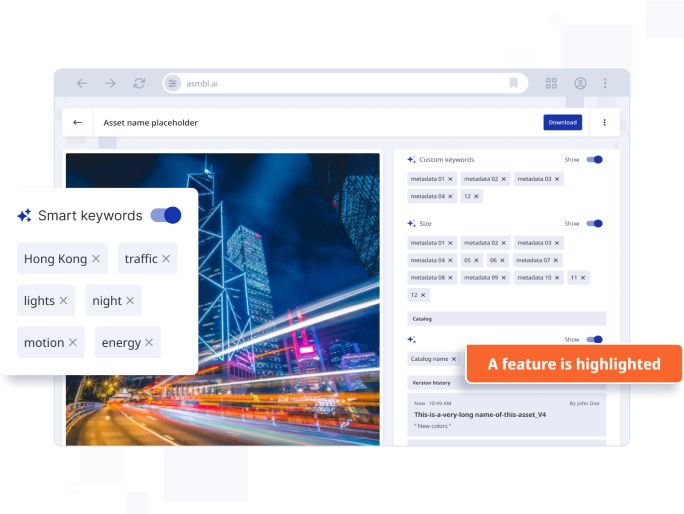 asmbl.ai
Asset name placeholder
Download
Smart keywords
Hong Kong × traffic ×
lights × night ×
motion × energy ×
Custom keywords Show
metadata 01 × metadata 02 × metadata 03 ×
metadata 04 × 12 ×
Size Show
metadata 01 × metadata 02 × metadata 03 ×
metadata 04 × 05 × 06 × metadata 07 ×
metadata 08 × metadata 09 × metadata 10 × 11 ×
12 ×
Catalog
Show
Catalog name ×
A feature is highlighted
Version history
Now 10:49 AM By John Doe
This-is-a-very-long name-of-this-asset_V4
" New colors "